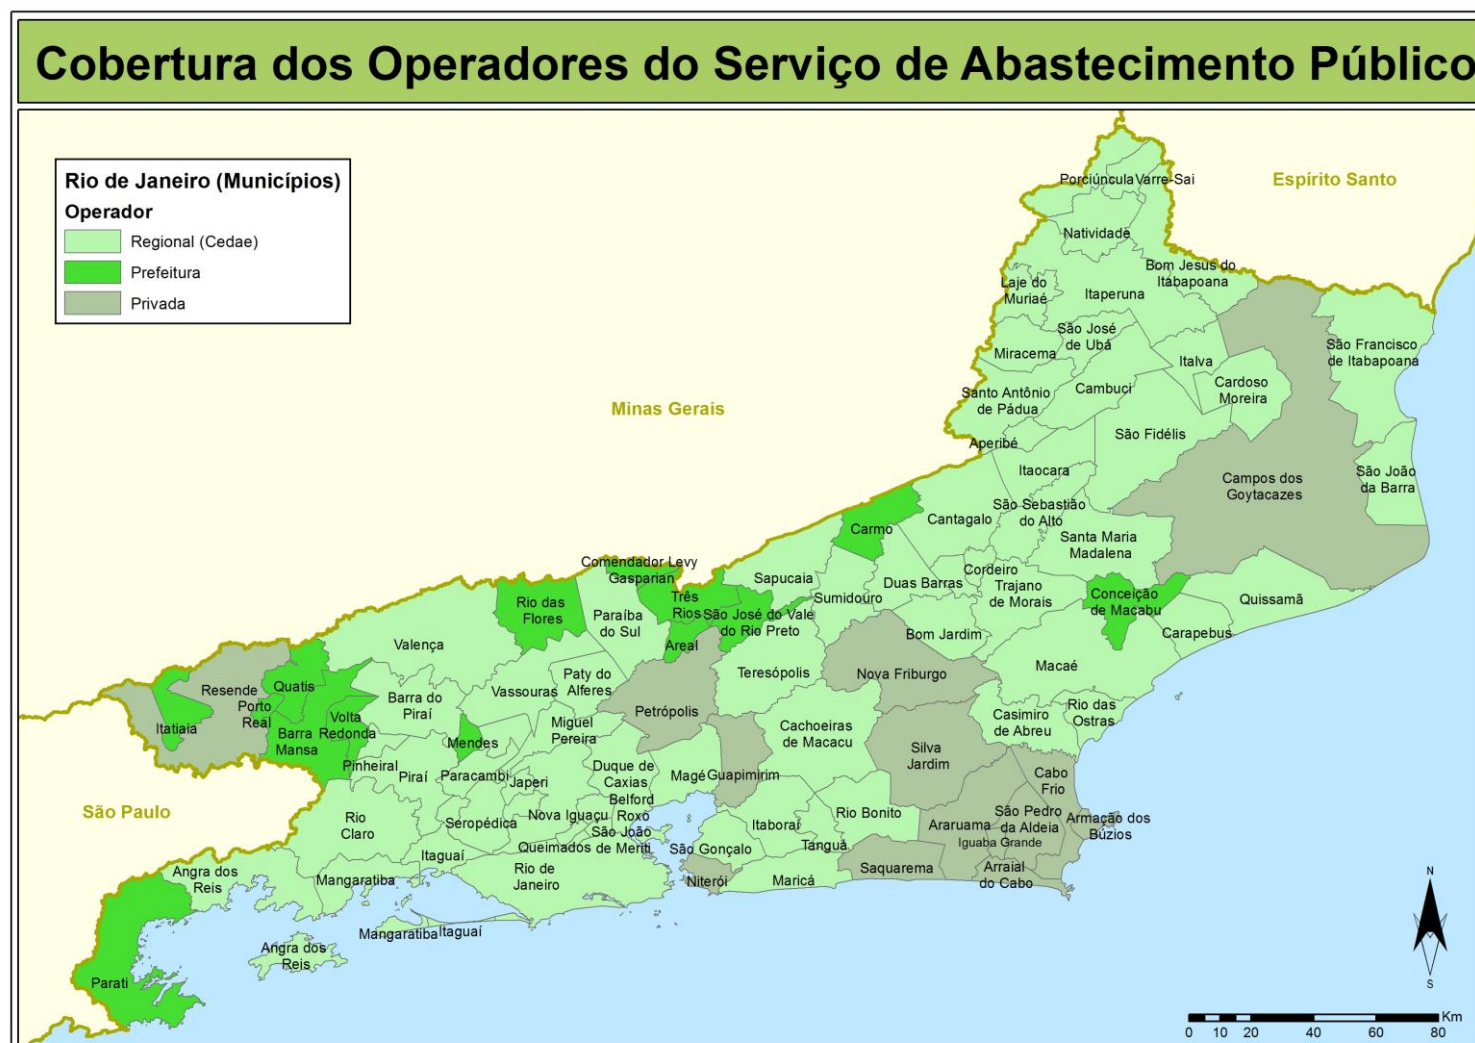 Cobertura dos Operadores do Serviço de Abastecimento Público
Rio de Janeiro (Municípios)
Operador
Regional (Cedae)
Prefeitura
Privada
Espírito Santo
Minas Gerais
São Paulo
Porciúncula
Varre-Sai
Natividade
Bom Jesus do
Itabapoana
Laje do
Muriaé
Itaperuna
São José
de Ubá
Miracema
Italva
São Francisco
de Itabapoana
Cardoso
Moreira
Santo Antônio
de Pádua
Cambuci
Aperibé
São Fidélis
Itaocara
Campos dos
Goytacazes
São João
da Barra
São Sebastião
do Alto
Cantagalo
Carmo
Santa Maria
Madalena
Comendador Levy
Gasparian
Sapucaia
Duas Barras
Cordeiro
Trajano
de Morais
Conceição
de Macabu
Quissamã
Rio das
Flores
Paraíba
do Sul
Três
Rios
São José do Vale
do Rio Preto
Sumidouro
Areal
Bom Jardim
Carapebus
Valença
Macaé
Teresópolis
Nova Friburgo
Paty do
Alferes
Vassouras
Resende
Quatis
Porto
Real
Itatiaia
Barra
Mansa
Volta
Redonda
Barra do
Piraí
Petrópolis
Rio das
Ostras
Casimiro
de Abreu
Cachoeiras
de Macacu
Miguel
Pereira
Mendes
Silva
Jardim
Pinheiral
Piraí
Paracambi
Japeri
Duque de
Caxias
Magé
Guapimirim
Cabo
Frio
Belford
Roxo
Nova Iguaçu
Seropédica
Rio
Claro
Itaboraí
Rio Bonito
Araruama
São Pedro
da Aldeia
Armação dos
Búzios
Iguaba Grande
São João
de Meriti
Queimados
São Gonçalo
Tanguá
Itaguaí
Rio de
Janeiro
Niterói
Maricá
Saquarema
Arraial
do Cabo
Angra dos
Reis
Mangaratiba
Mangaratiba
Itaguaí
Angra dos
Reis
Parati
N
S
Km
0 10 20 40 60 80